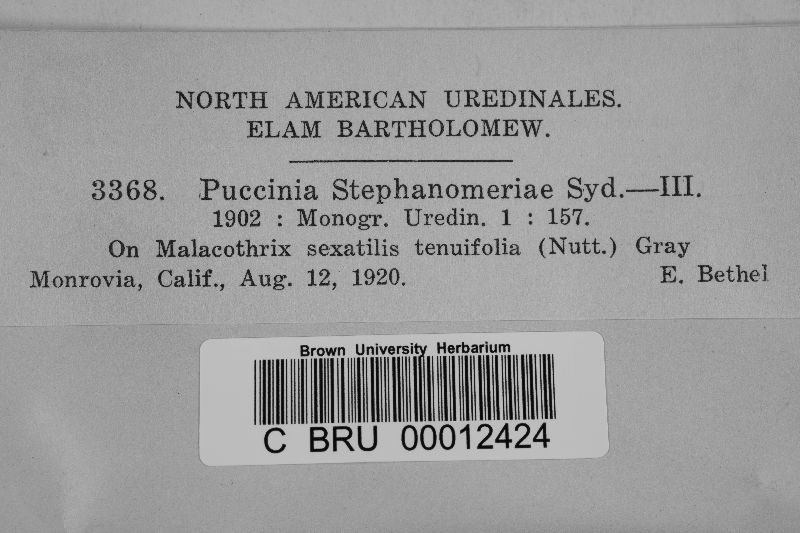 NORTH AMERICAN UREDINALES.
ELAM BARTHOLOMEW.
3368. Puccinia Stephanomeriae Syd.—III.
1902 : Monogr. Uredin. 1 : 157.
On Malacothrix sexatilis tenuifolia (Nutt.) Gray
Monrovia, Calif., Aug. 12, 1920. E. Bethel
Brown University Herbarium
C BRU 00012424